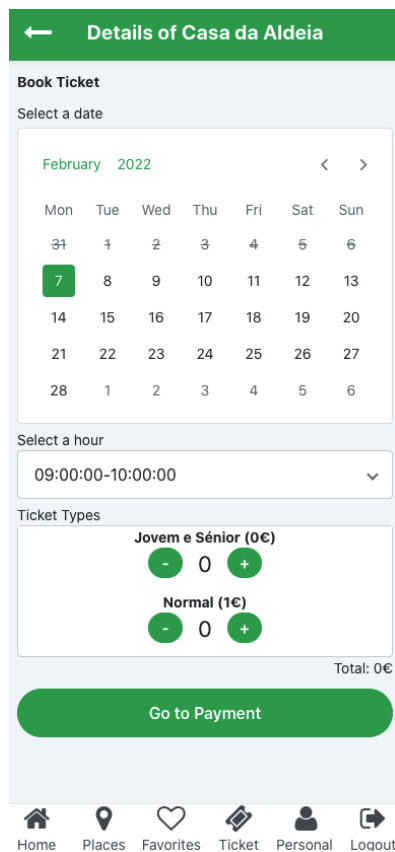 Details of Casa da Aldeia
Book Ticket
Select a date
February 2022
Mon Tue Wed Thu Fri Sat Sun
31 1 2 3 4 5 6
7 8 9 10 11 12 13
14 15 16 17 18 19 20
21 22 23 24 25 26 27
28 1 2 3 4 5 6
Select a hour
09:00:00-10:00:00
Ticket Types
Jovem e Sénior (0€)
- 0 +
Normal (1€)
- 0 +
Total: 0€
Go to Payment
Home Places Favorites Ticket Personal Logout